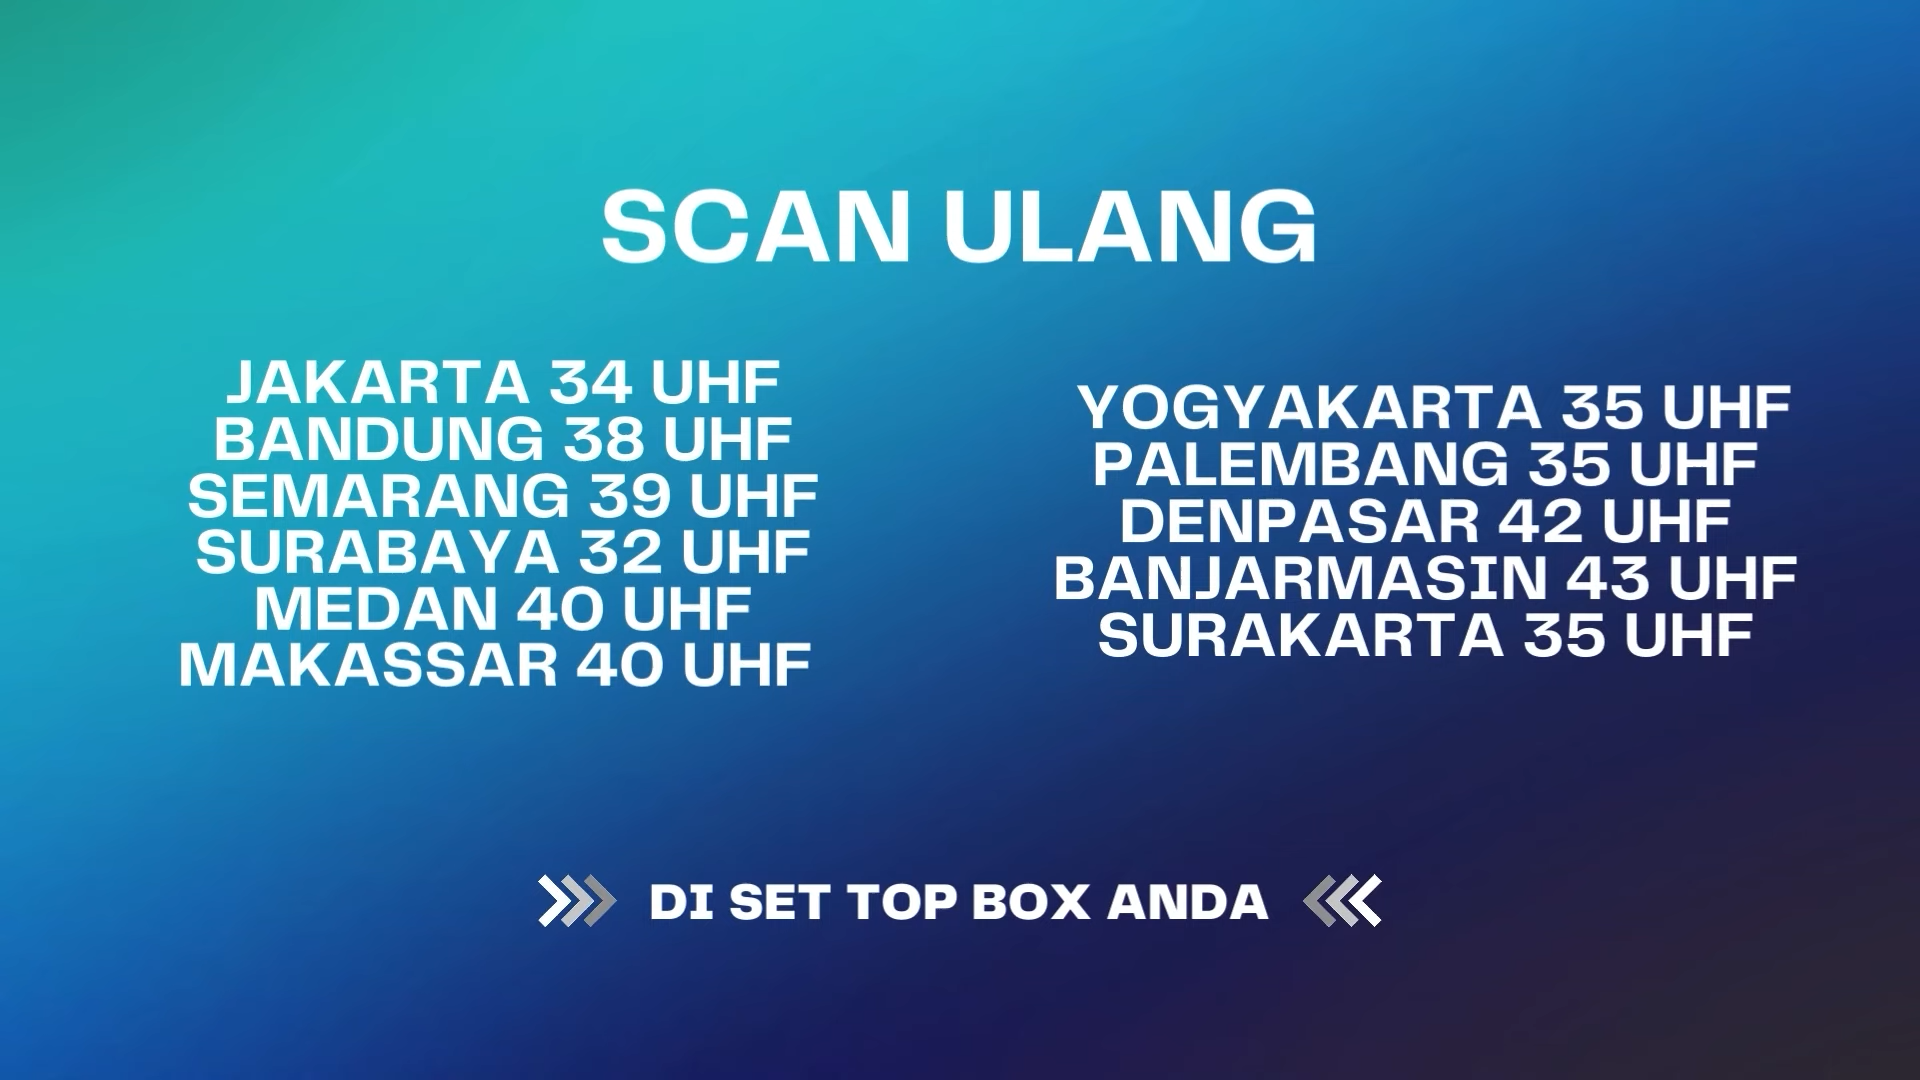 SCAN ULANG
JAKARTA 34 UHF
BANDUNG 38 UHF
SEMARANG 39 UHF
SURABAYA 32 UHF
MEDAN 40 UHF
MAKASSAR 40 UHF
YOGYAKARTA 35 UHF
PALEMBANG 35 UHF
DENPASAR 42 UHF
BANJARMASIN 43 UHF
SURAKARTA 35 UHF
DI SET TOP BOX ANDA